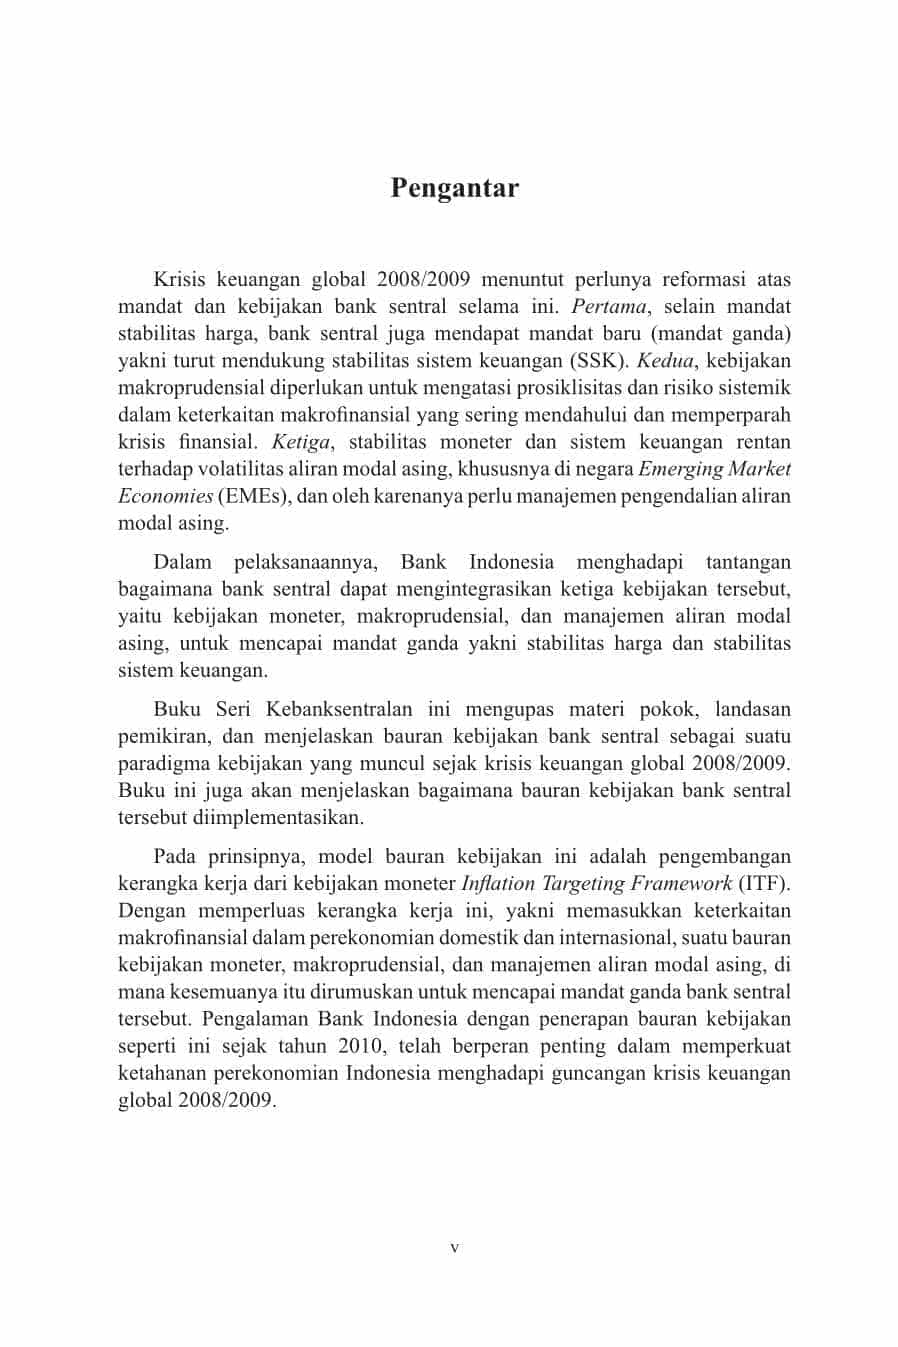 Pengantar
Krisis keuangan global 2008/2009 menuntut perlunya reformasi atas
mandat dan kebijakan bank sentral selama ini. Pertama, selain mandat
stabilitas harga, bank sentral juga mendapat mandat baru (mandat ganda)
yakni turut mendukung stabilitas sistem keuangan (SSK). Kedua, kebijakan
makroprudensial diperlukan untuk mengatasi prosiklisitas dan risiko sistemik
dalam keterkaitan makrofinansial yang sering mendahului dan memperparah
krisis finansial. Ketiga, stabilitas moneter dan sistem keuangan rentan
terhadap volatilitas aliran modal asing, khususnya di negara Emerging Market
Economies (EMEs), dan oleh karenanya perlu manajemen pengendalian aliran
modal asing.
Dalam pelaksanaannya, Bank Indonesia menghadapi tantangan
bagaimana bank sentral dapat mengintegrasikan ketiga kebijakan tersebut,
yaitu kebijakan moneter, makroprudensial, dan manajemen aliran modal
asing, untuk mencapai mandat ganda yakni stabilitas harga dan stabilitas
sistem keuangan.
Buku Seri Kebanksentralan ini mengupas materi pokok, landasan
pemikiran, dan menjelaskan bauran kebijakan bank sentral sebagai suatu
paradigma kebijakan yang muncul sejak krisis keuangan global 2008/2009.
Buku ini juga akan menjelaskan bagaimana bauran kebijakan bank sentral
tersebut diimplementasikan.
Pada prinsipnya, model bauran kebijakan ini adalah pengembangan
kerangka kerja dari kebijakan moneter Inflation Targeting Framework (ITF).
Dengan memperluas kerangka kerja ini, yakni memasukkan keterkaitan
makrofinansial dalam perekonomian domestik dan internasional, suatu bauran
kebijakan moneter, makroprudensial, dan manajemen aliran modal asing, di
mana kesemuanya itu dirumuskan untuk mencapai mandat ganda bank sentral
tersebut. Pengalaman Bank Indonesia dengan penerapan bauran kebijakan
seperti ini sejak tahun 2010, telah berperan penting dalam memperkuat
ketahanan perekonomian Indonesia menghadapi guncangan krisis keuangan
global 2008/2009.
v